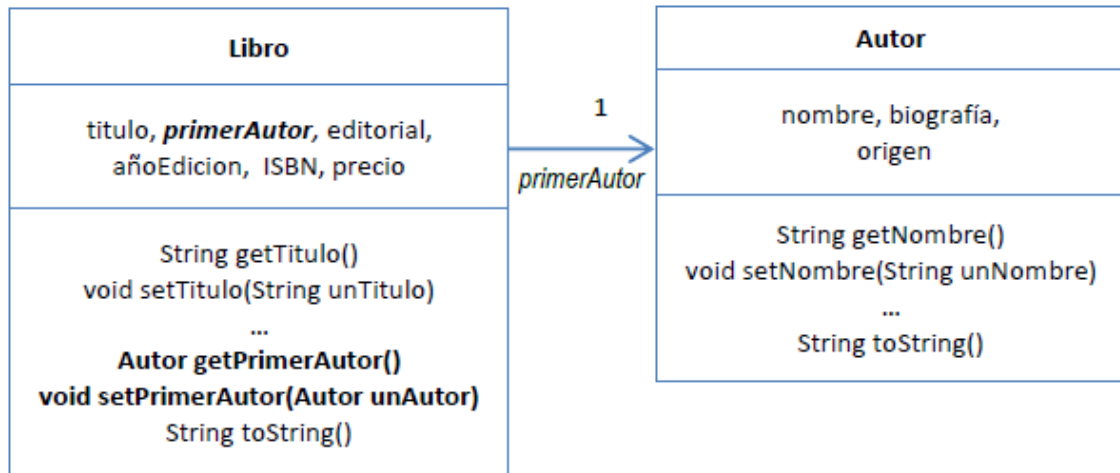 Libro
titulo, primerAutor, editorial,
añoEdicion, ISBN, precio
String getTitulo()
void setTitulo(String unTitulo)
...
Autor getPrimerAutor()
void setPrimerAutor(Autor unAutor)
String toString()
1
primerAutor
Autor
nombre, biografía,
origen
String getNombre()
void setNombre(String unNombre)
...
String toString()